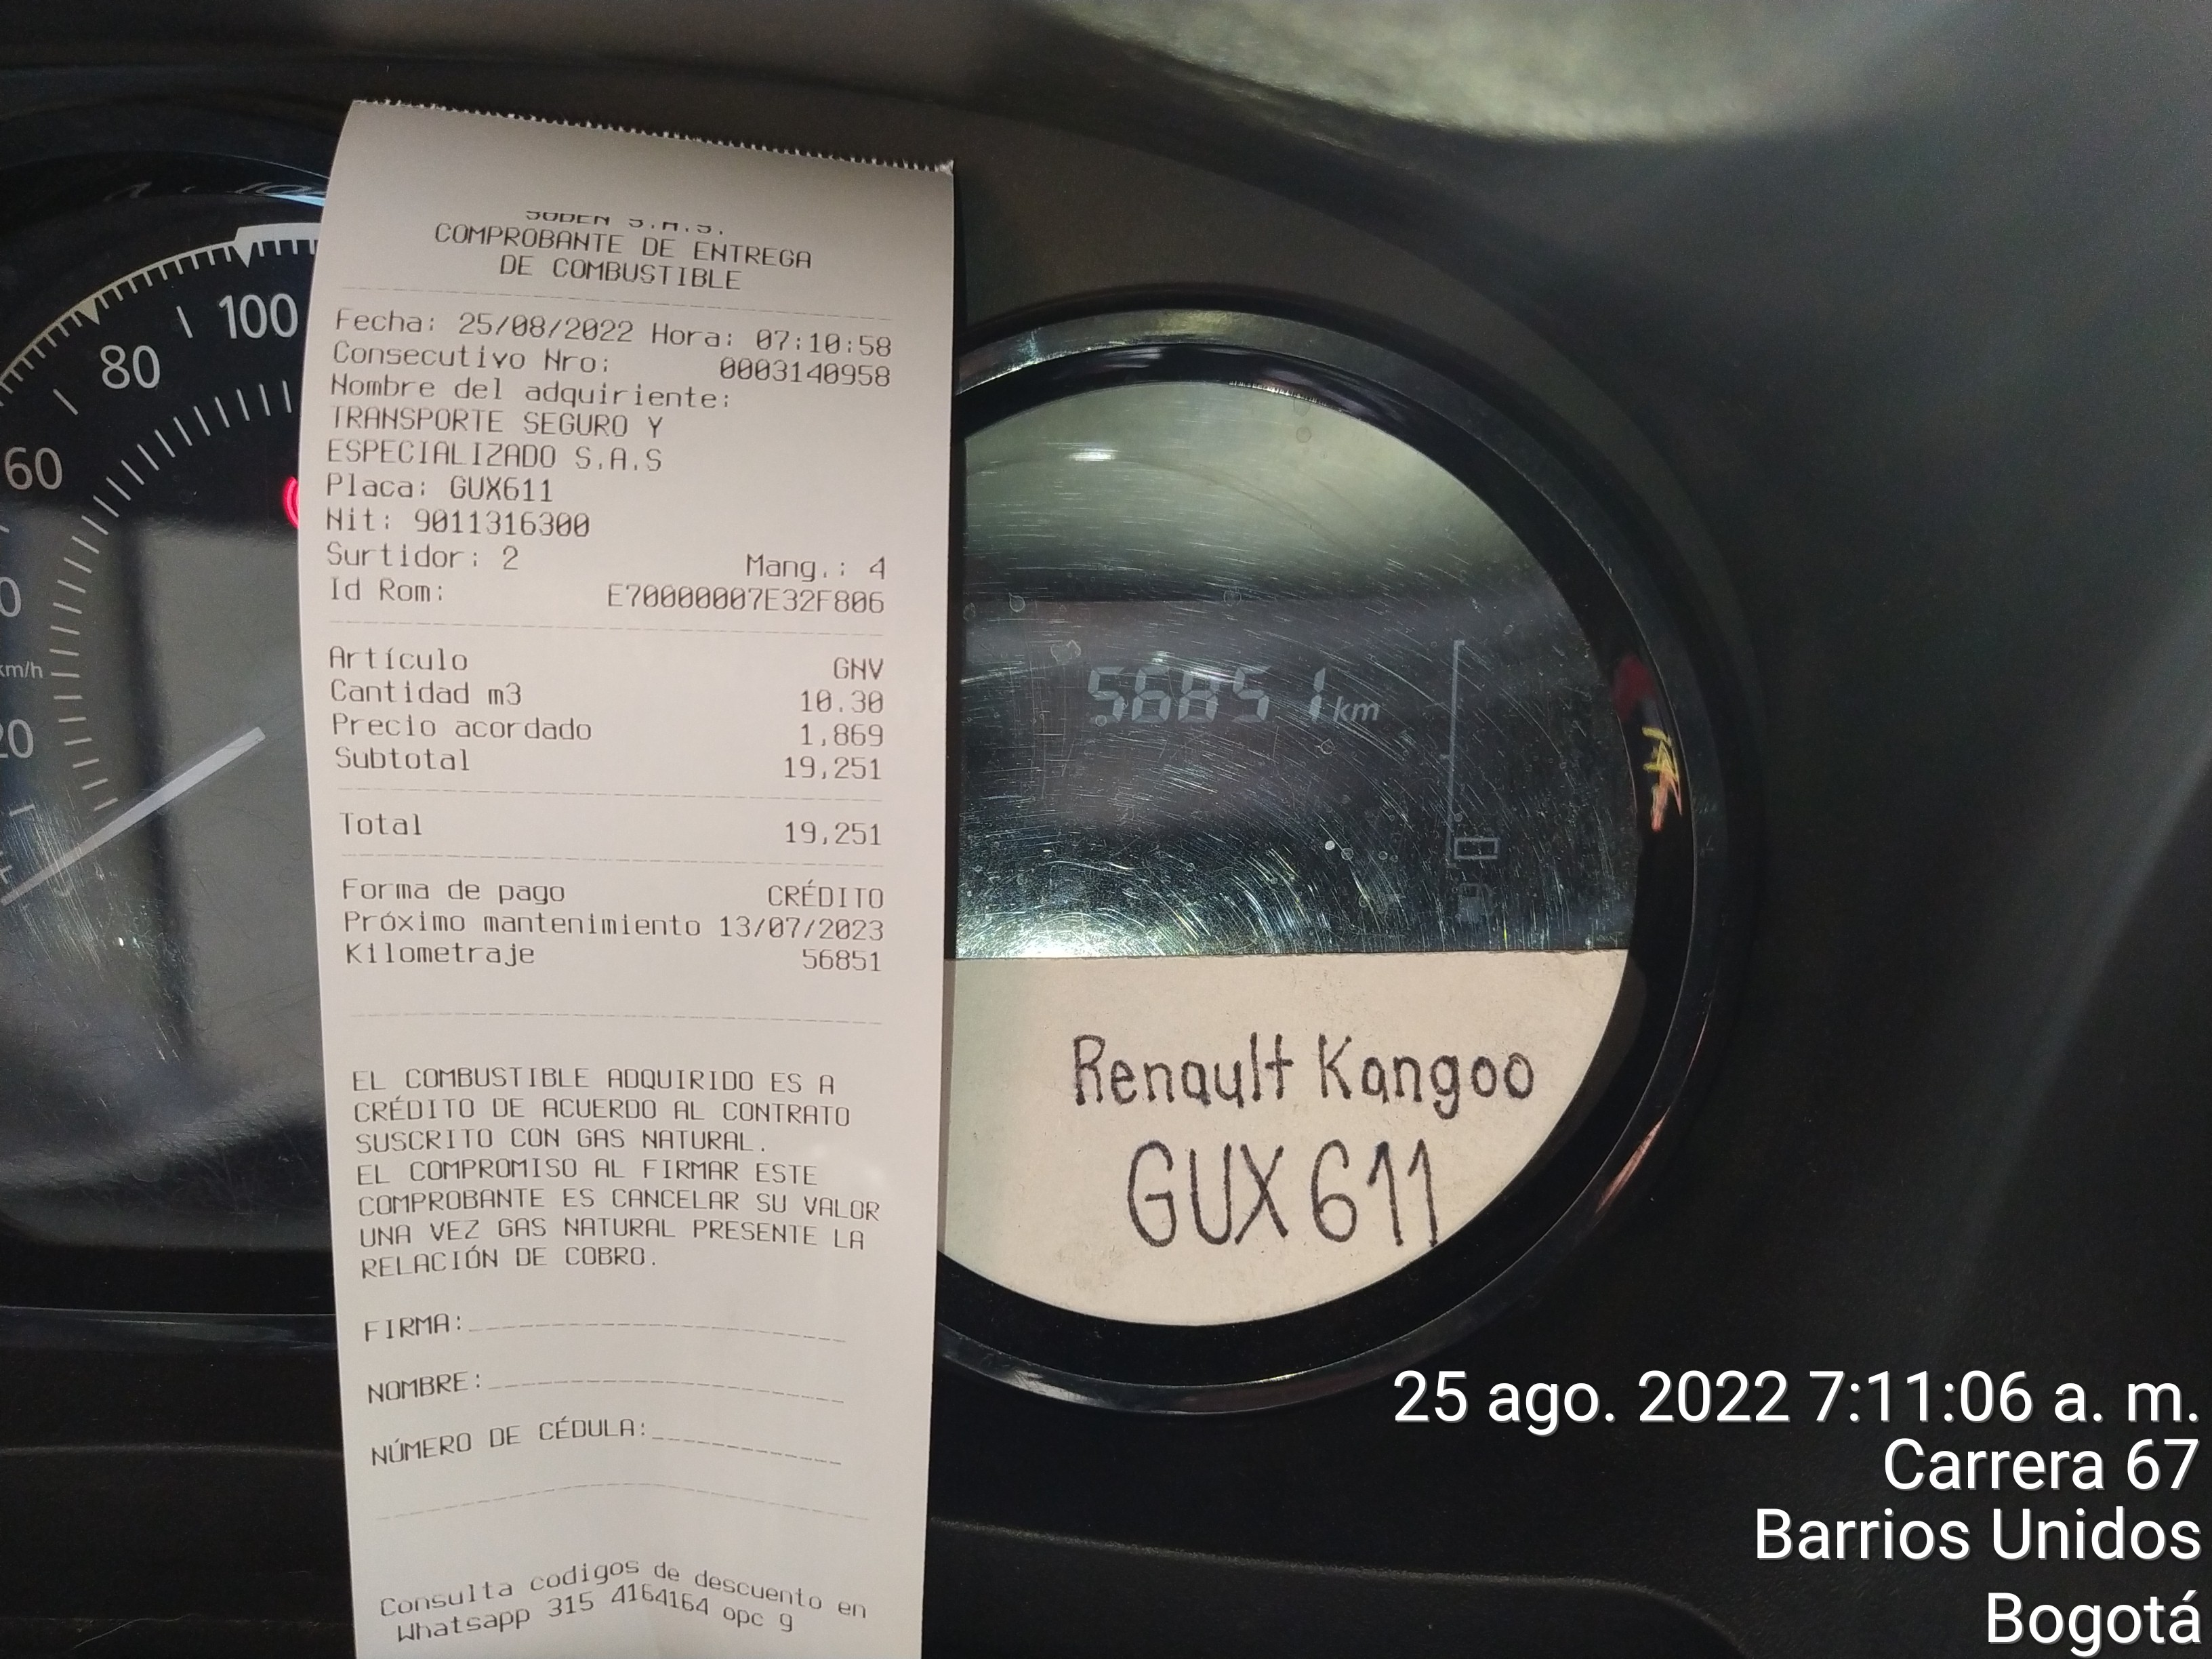 SODEN S.A.S.
COMPROBANTE DE ENTREGA
DE COMBUSTIBLE
Fecha: 25/08/2022 Hora: 07:10:58
Consecutivo Nro: 0003140958
Nombre del adquiriente:
TRANSPORTE SEGURO Y
ESPECIALIZADO S.A.S
Placa: GUX611
Nit: 9011316300
Surtidor: 2 Mang.: 4
Id Rom: E70000007E32F806
Artículo GNV
Cantidad m3 10.30
Precio acordado 1,869
Subtotal 19,251
Total 19,251
Forma de pago CRÉDITO
Próximo mantenimiento 13/07/2023
Kilometraje 56851
EL COMBUSTIBLE ADQUIRIDO ES A
CRÉDITO DE ACUERDO AL CONTRATO
SUSCRITO CON GAS NATURAL.
EL COMPROMISO AL FIRMAR ESTE
COMPROBANTE ES CANCELAR SU VALOR
UNA VEZ GAS NATURAL PRESENTE LA
RELACIÓN DE COBRO.
FIRMA:
NOMBRE:
NÚMERO DE CÉDULA:
Consulta codigos de descuento en
Whatsapp 315 4164164 opc 9
100
80
60
km/h
20
56851 km
Renault Kangoo
GUX 611
25 ago. 2022 7:11:06 a. m.
Carrera 67
Barrios Unidos
Bogotá